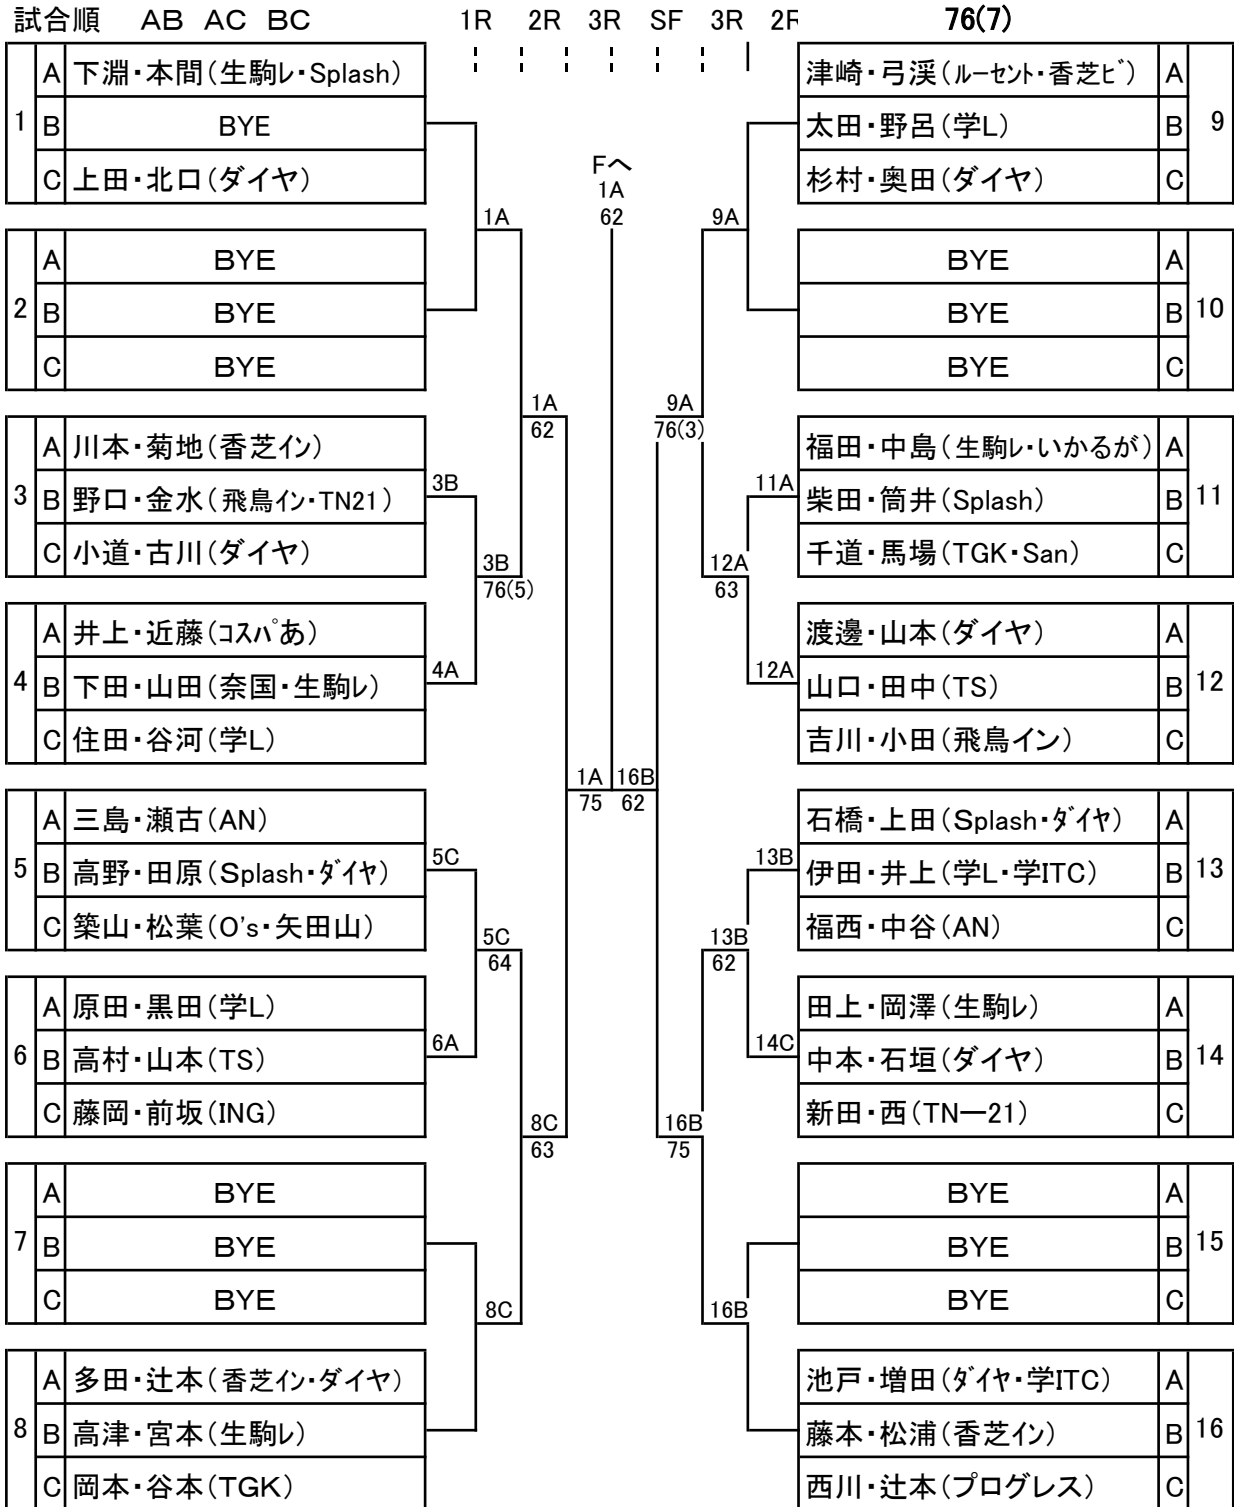 試合順 AB AC BC 1R 2R 3R SF 3R 2R 76(7)
1
A 下淵・本間(生駒レ・Splash)
B BYE
C 上田・北口(ダイヤ)
2
A BYE
B BYE
C BYE
3
A 川本・菊地(香芝イン)
B 野口・金水(飛鳥イン・TN21)
C 小道・古川(ダイヤ)
4
A 井上・近藤(コスパあ)
B 下田・山田(奈国・生駒レ)
C 住田・谷河(学L)
5
A 三島・瀬古(AN)
B 高野・田原(Splash・ダイヤ)
C 築山・松葉(O's・矢田山)
6
A 原田・黒田(学L)
B 高村・山本(TS)
C 藤岡・前坂(ING)
7
A BYE
B BYE
C BYE
8
A 多田・辻本(香芝イン・ダイヤ)
B 高津・宮本(生駒レ)
C 岡本・谷本(TGK)
3B
4A
5C
6A
1A
3B
76(5)
5C
64
8C
1A
62
8C
63
1A
75
Fへ
1A
62
16B
62
9A
76(3)
16B
75
9A
12A
63
13B
62
16B
11A
12A
13B
14C
津崎・弓渓(ルーセント・香芝ビ) A
太田・野呂(学L) B
杉村・奥田(ダイヤ) C
9
BYE A
BYE B
BYE C
10
福田・中島(生駒レ・いかるが) A
柴田・筒井(Splash) B
千道・馬場(TGK・San) C
11
渡邊・山本(ダイヤ) A
山口・田中(TS) B
吉川・小田(飛鳥イン) C
12
石橋・上田(Splash・ダイヤ) A
伊田・井上(学L・学ITC) B
福西・中谷(AN) C
13
田上・岡澤(生駒レ) A
中本・石垣(ダイヤ) B
新田・西(TN―21) C
14
BYE A
BYE B
BYE C
15
池戸・増田(ダイヤ・学ITC) A
藤本・松浦(香芝イン) B
西川・辻本(プログレス) C
16